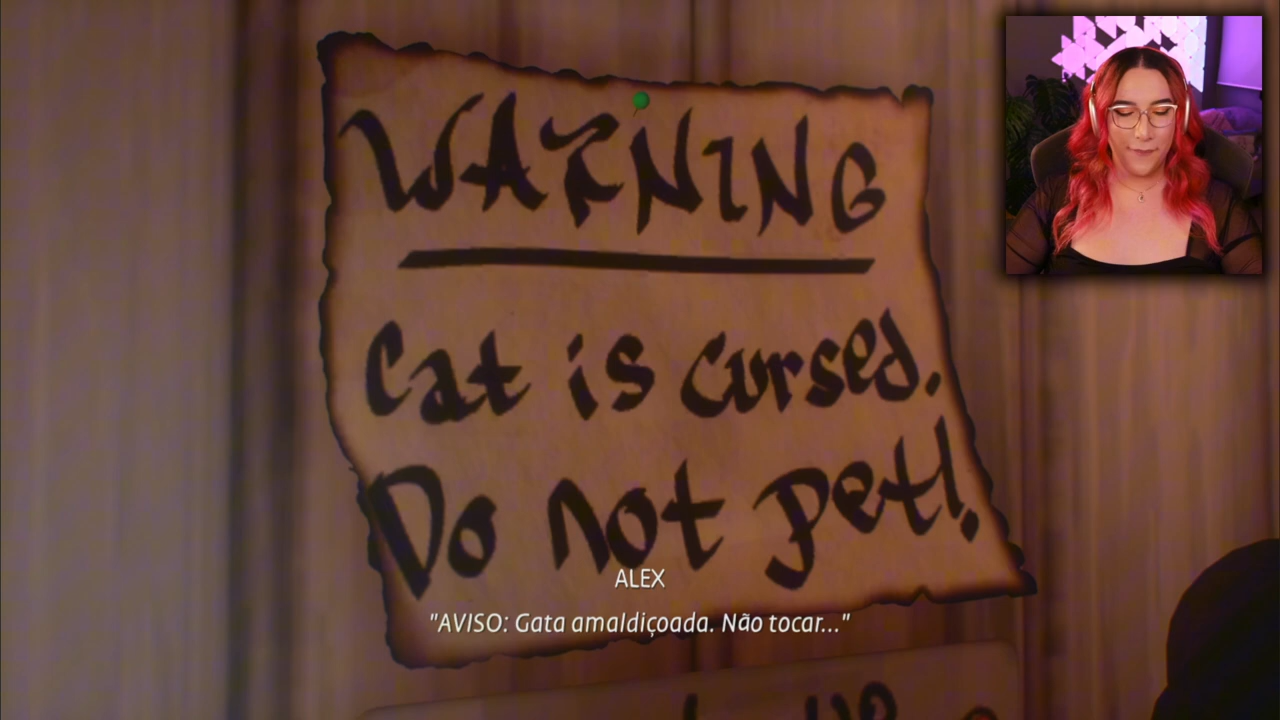 WARNING
Cat is cursed.
Do not pet!
ALEX
"AVISO: Gata amaldiçoada. Não tocar..."